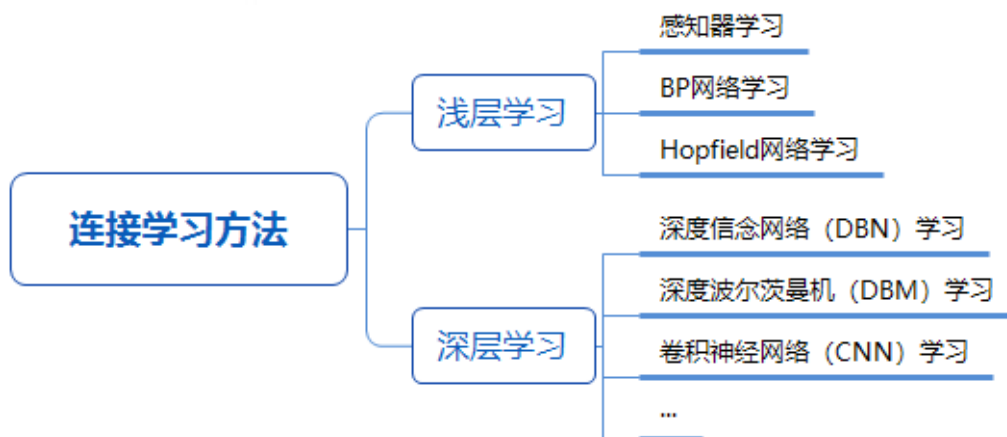 连接学习方法
浅层学习
感知器学习
BP网络学习
Hopfield网络学习
深层学习
深度信念网络（DBN）学习
深度波尔茨曼机（DBM）学习
卷积神经网络（CNN）学习
...